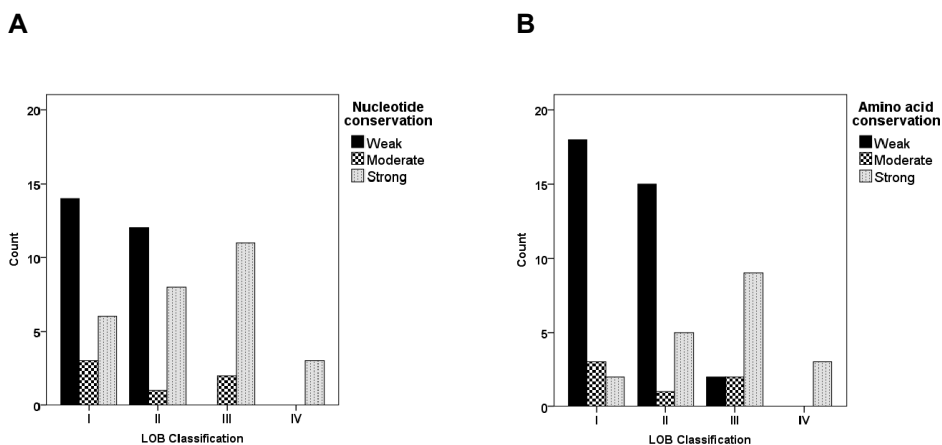 A
20
15
10
5
0
Count
I II III IV
LOB Classification
Nucleotide
conservation
Weak
Moderate
Strong
B
20
15
10
5
0
Count
I II III IV
LOB Classification
Amino acid
conservation
Weak
Moderate
Strong